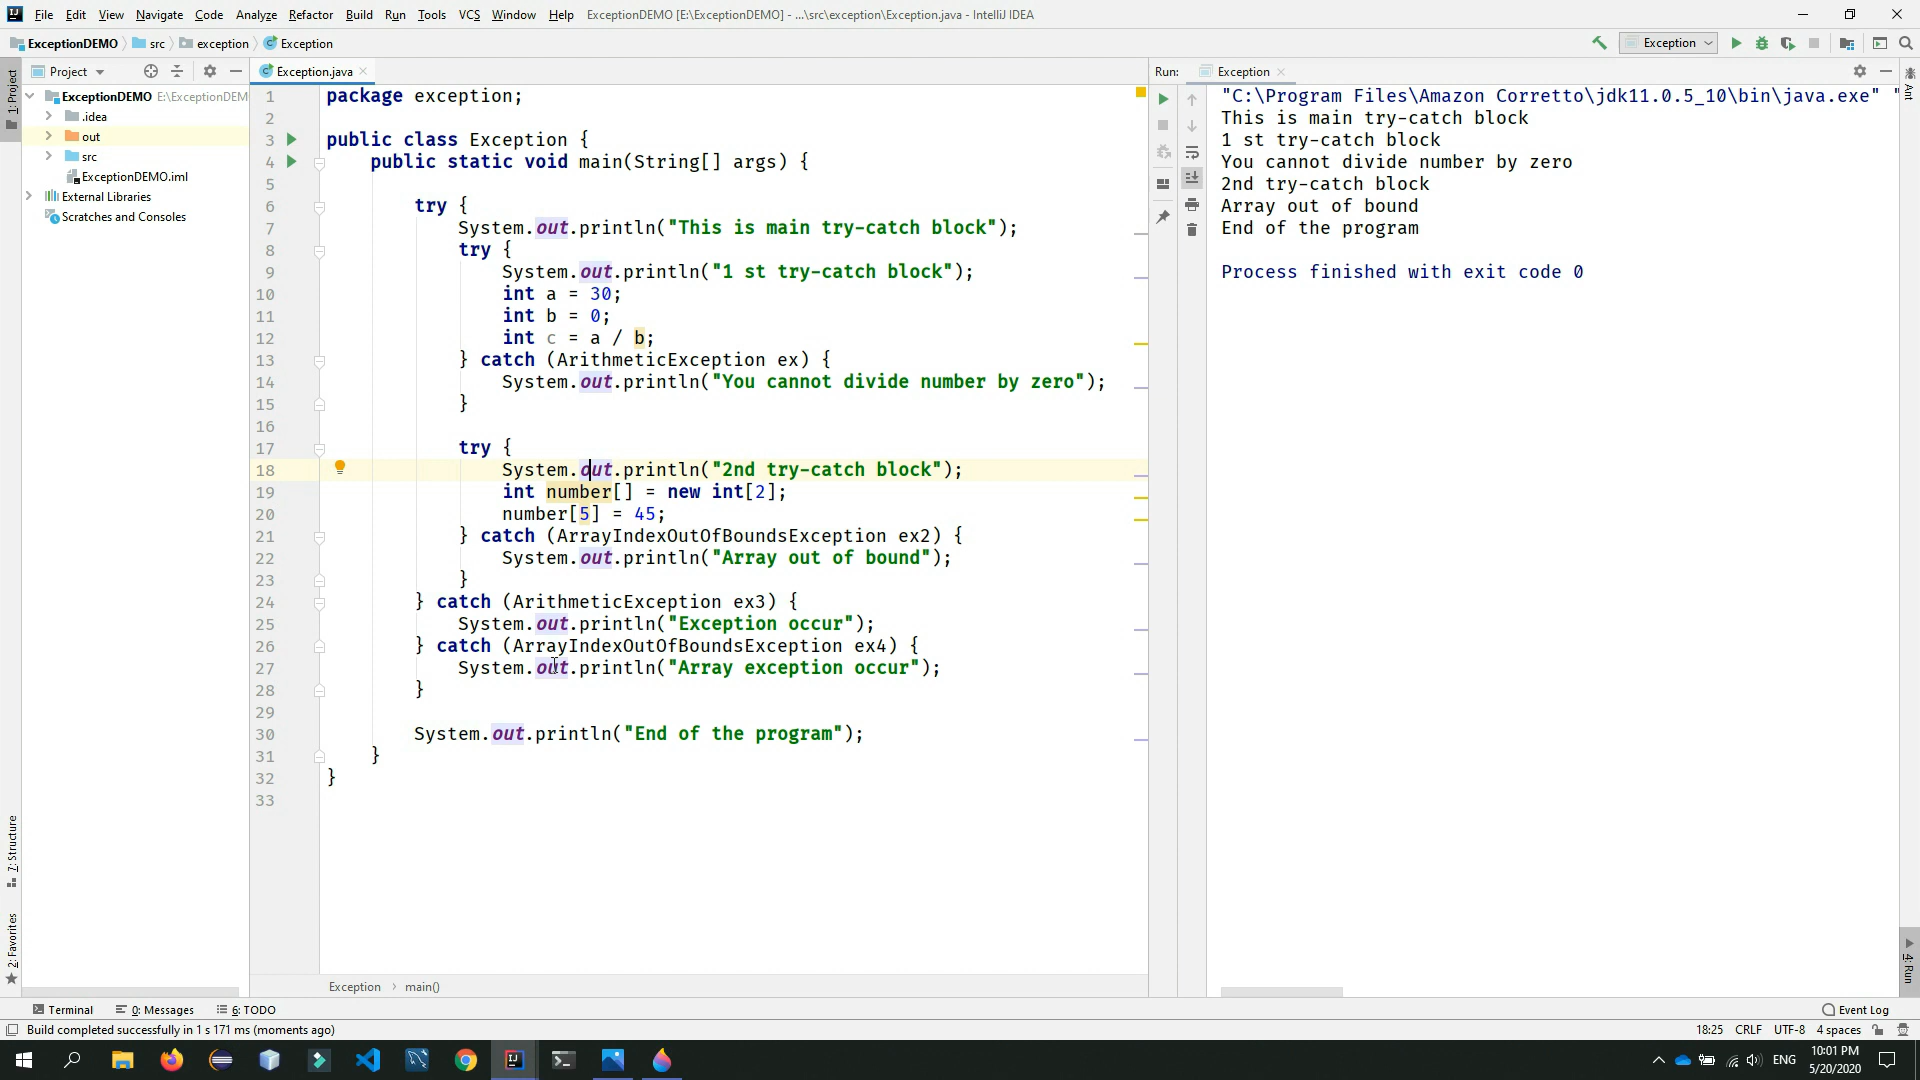 File Edit View Navigate Code Analyze Refactor Build Run Tools VCS Window Help ExceptionDEMO [E:\ExceptionDEMO] - ...\src\exception\Exception.java - IntelliJ IDEA
ExceptionDEMO src exception Exception
Exception
Project
Exception.java
Run: Exception
1: Project
Ant
ExceptionDEMO E:\ExceptionDEM
.idea
out
src
ExceptionDEMO.iml
External Libraries
Scratches and Consoles
1 package exception;
2
3 public class Exception {
4 public static void main(String[] args) {
5
6 try {
7 System.out.println("This is main try-catch block");
8 try {
9 System.out.println("1 st try-catch block");
10 int a = 30;
11 int b = 0;
12 int c = a / b;
13 } catch (ArithmeticException ex) {
14 System.out.println("You cannot divide number by zero");
15 }
16
17 try {
18 System.out.println("2nd try-catch block");
19 int number[] = new int[2];
20 number[5] = 45;
21 } catch (ArrayIndexOutOfBoundsException ex2) {
22 System.out.println("Array out of bound");
23 }
24 } catch (ArithmeticException ex3) {
25 System.out.println("Exception occur");
26 } catch (ArrayIndexOutOfBoundsException ex4) {
27 System.out.println("Array exception occur");
28 }
29
30 System.out.println("End of the program");
31 }
32 }
33
"C:\Program Files\Amazon Corretto\jdk11.0.5_10\bin\java.exe" "
This is main try-catch block
1 st try-catch block
You cannot divide number by zero
2nd try-catch block
Array out of bound
End of the program
Process finished with exit code 0
7: Structure
2: Favorites
4: Run
Exception main()
Terminal 0: Messages 6: TODO
Event Log
Build completed successfully in 1 s 171 ms (moments ago)
18:25 CRLF UTF-8 4 spaces
ENG
10:01 PM
5/20/2020